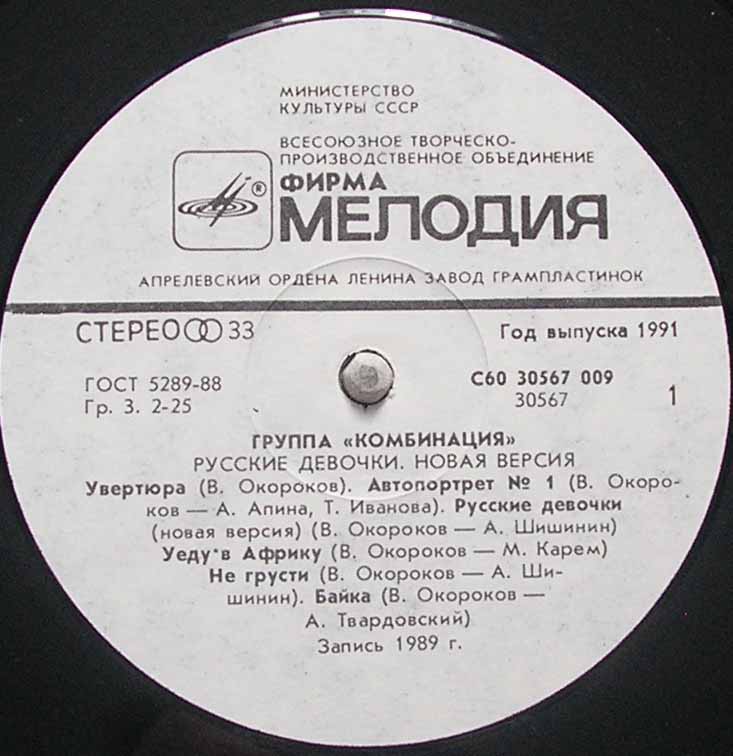 МИНИСТЕРСТВО
КУЛЬТУРЫ СССР
ВСЕСОЮЗНОЕ ТВОРЧЕСКО-
ПРОИЗВОДСТВЕННОЕ ОБЪЕДИНЕНИЕ
®
ФИРМА
МЕЛОДИЯ
АПРЕЛЕВСКИЙ ОРДЕНА ЛЕНИНА ЗАВОД ГРАМПЛАСТИНОК
СТЕРЕО 33
Год выпуска 1991
ГОСТ 5289-88
Гр. 3. 2-25
С60 30567 009
30567
1
ГРУППА «КОМБИНАЦИЯ»
РУССКИЕ ДЕВОЧКИ. НОВАЯ ВЕРСИЯ
Увертюра (В. Окороков). Автопортрет № 1 (В. Окоро-
ков — А. Апина, Т. Иванова). Русские девочки
(новая версия) (В. Окороков — А. Шишинин)
Уеду в Африку (В. Окороков — М. Карем)
Не грусти (В. Окороков — А. Ши-
шинин). Байка (В. Окороков —
А. Твардовский)
Запись 1989 г.